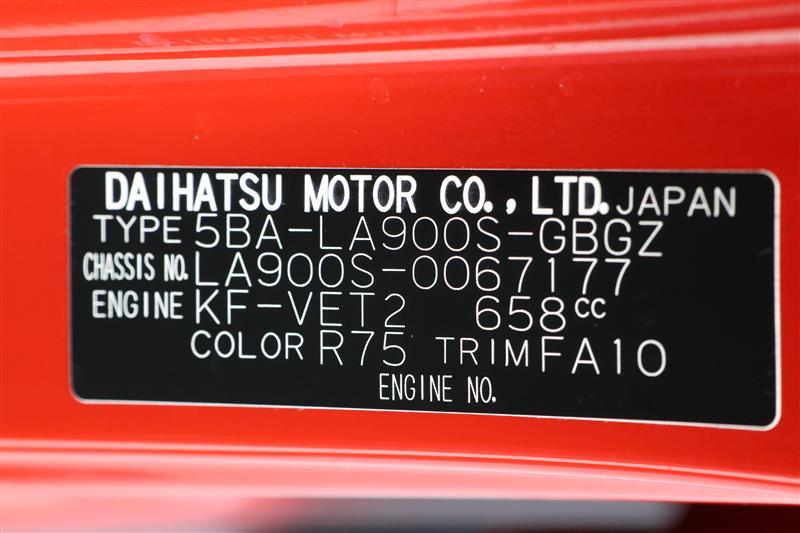 DAIHATSU MOTOR CO., LTD. JAPAN
TYPE 5BA-LA900S-GBGZ
CHASSIS NO. LA900S-0067177
ENGINE KF-VET2 658cc
COLOR R75 TRIM FA10
ENGINE NO.